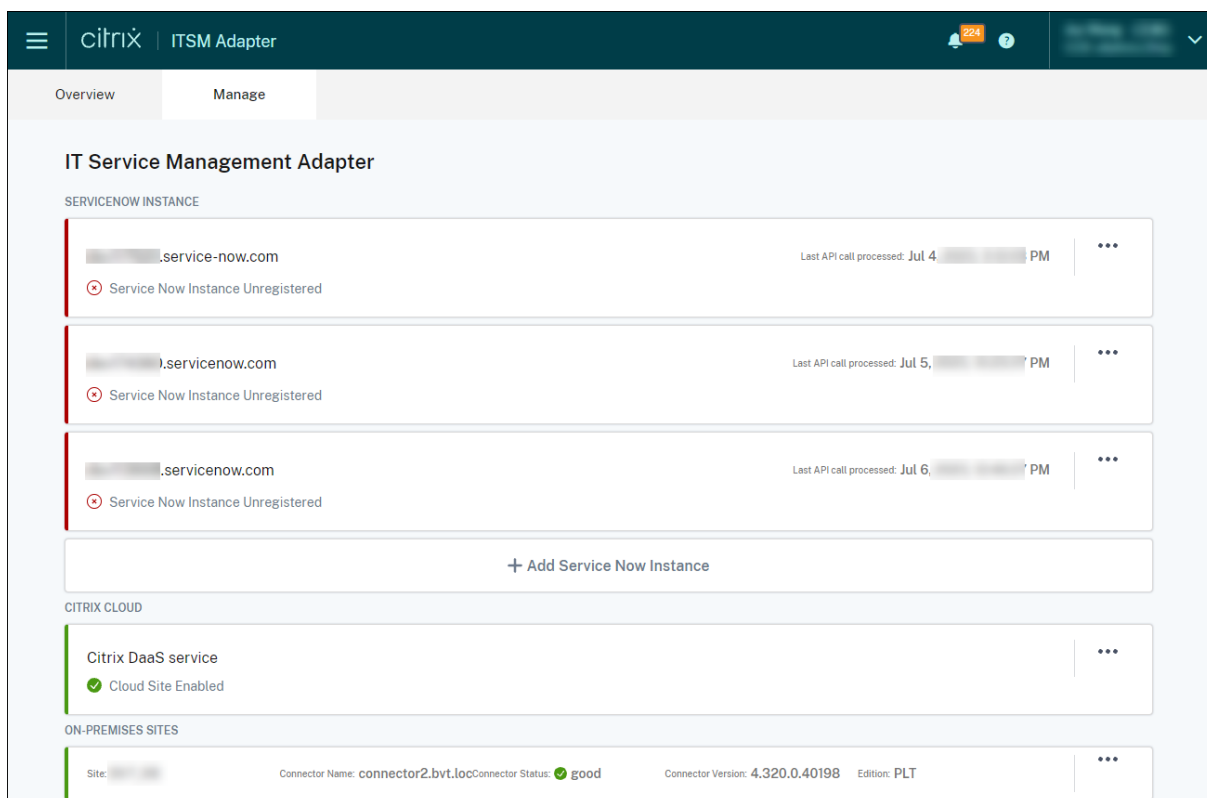 citrix | ITSM Adapter 224 ?
Overview Manage
IT Service Management Adapter
SERVICENOW INSTANCE
.service-now.com Last API call processed: Jul 4 PM
Service Now Instance Unregistered
.servicenow.com Last API call processed: Jul 5, PM
Service Now Instance Unregistered
.servicenow.com Last API call processed: Jul 6, PM
Service Now Instance Unregistered
+ Add Service Now Instance
CITRIX CLOUD
Citrix DaaS service
Cloud Site Enabled
ON-PREMISES SITES
Site: Connector Name: connector2.bvt.locConnector Status: good Connector Version: 4.320.0.40198 Edition: PLT